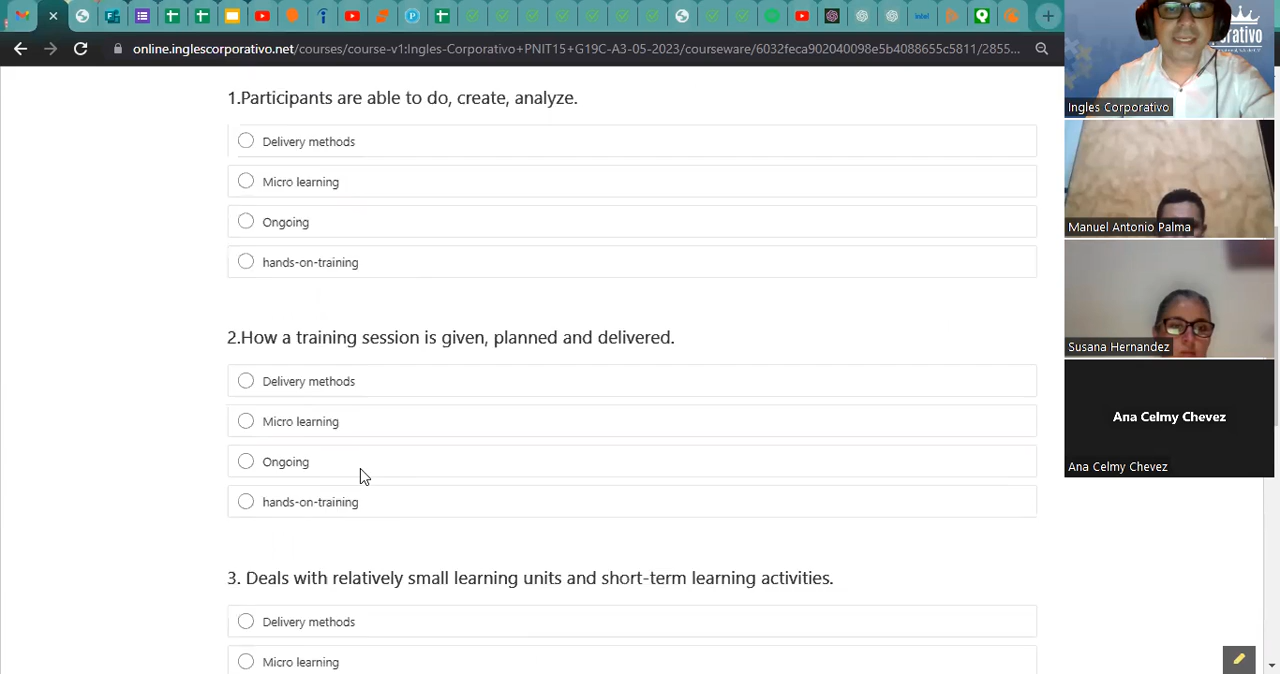 online.inglescorporativo.net/courses/course-v1:Ingles-Corporativo+PNIT15+G19C-A3-05-2023/courseware/6032feca902040098e5b4088655c5811/2855...
1.Participants are able to do, create, analyze.
Delivery methods
Micro learning
Ongoing
hands-on-training
2.How a training session is given, planned and delivered.
Delivery methods
Micro learning
Ongoing
hands-on-training
3. Deals with relatively small learning units and short-term learning activities.
Delivery methods
Micro learning
Ingles Corporativo
Manuel Antonio Palma
Susana Hernandez
Ana Celmy Chevez
Ana Celmy Chevez